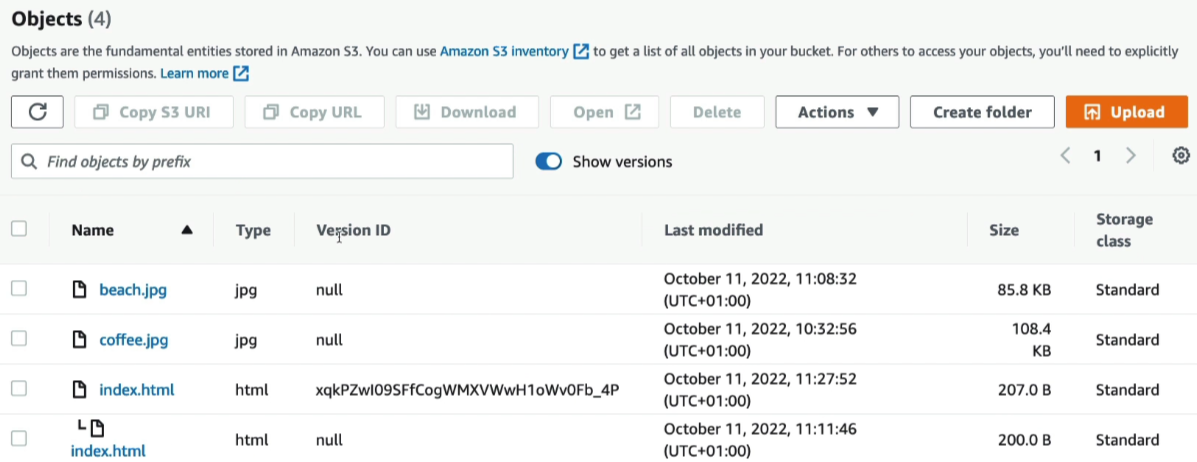 Objects (4)
Objects are the fundamental entities stored in Amazon S3. You can use Amazon S3 inventory to get a list of all objects in your bucket. For others to access your objects, you'll need to explicitly
grant them permissions. Learn more
Copy S3 URI Copy URL Download Open Delete Actions Create folder Upload
Find objects by prefix Show versions 1
Name Type Version ID Last modified Size Storage class
beach.jpg jpg null October 11, 2022, 11:08:32 (UTC+01:00) 85.8 KB Standard
coffee.jpg jpg null October 11, 2022, 10:32:56 (UTC+01:00) 108.4 KB Standard
index.html html xqkPZwI09SFfCogWMXVWwH1oWv0Fb_4P October 11, 2022, 11:27:52 (UTC+01:00) 207.0 B Standard
index.html html null October 11, 2022, 11:11:46 (UTC+01:00) 200.0 B Standard